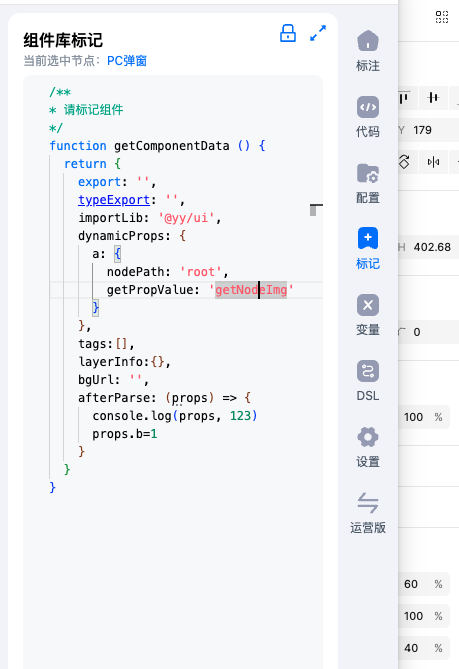 组件库标记
当前选中节点：PC弹窗
/**
* 请标记组件
*/
function getComponentData () {
return {
export: '',
typeExport: '',
importLib: '@yy/ui',
dynamicProps: {
a: {
nodePath: 'root',
getPropValue: 'getNodeImg'
}
},
tags:[],
layerInfo:{},
bgUrl: '',
afterParse: (props) => {
console.log(props, 123)
props.b=1
}
}
}
标注
代码
配置
标记
变量
DSL
设置
运营版
Y 179
H 402.68
0
100 %
60 %
100 %
40 %